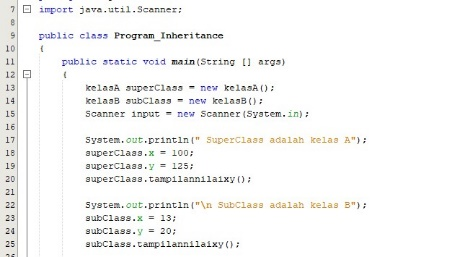 7 import java.util.Scanner;
8
9 public class Program_Inheritance
10 {
11 public static void main(String [] args)
12 {
13 kelasA superClass = new kelasA();
14 kelasB subClass = new kelasB();
15 Scanner input = new Scanner(System.in);
16
17 System.out.println(" SuperClass adalah kelas A");
18 superClass.x = 100;
19 superClass.y = 125;
20 superClass.tampilannilaixy();
21
22 System.out.println("\n SubClass adalah kelas B");
23 subClass.x = 13;
24 subClass.y = 20;
25 subClass.tampilannilaixy();